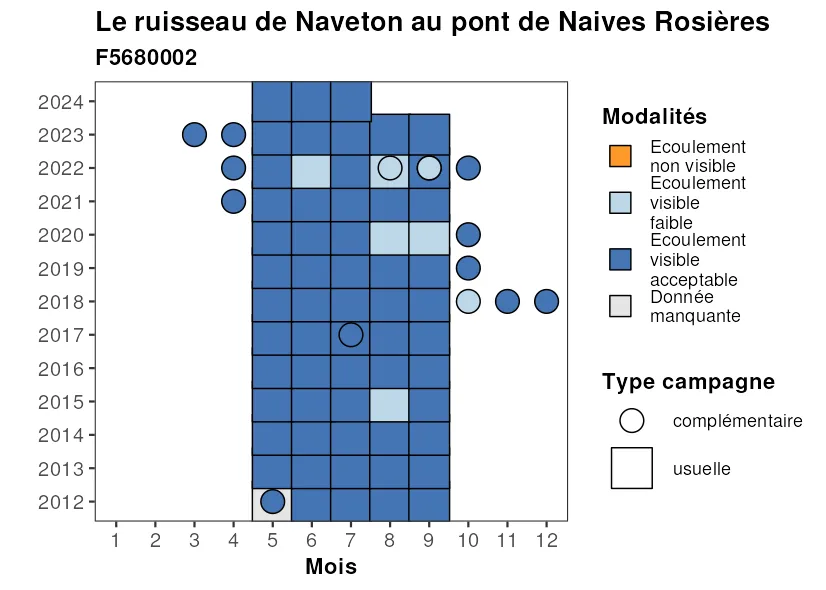 Le ruisseau de Naveton au pont de Naives Rosières
F5680002
2024
2023
2022
2021
2020
2019
2018
2017
2016
2015
2014
2013
2012
1 2 3 4 5 6 7 8 9 10 11 12
Mois
Modalités
Ecoulement
non visible
Ecoulement
visible
faible
Ecoulement
visible
acceptable
Donnée
manquante
Type campagne
complémentaire
usuelle